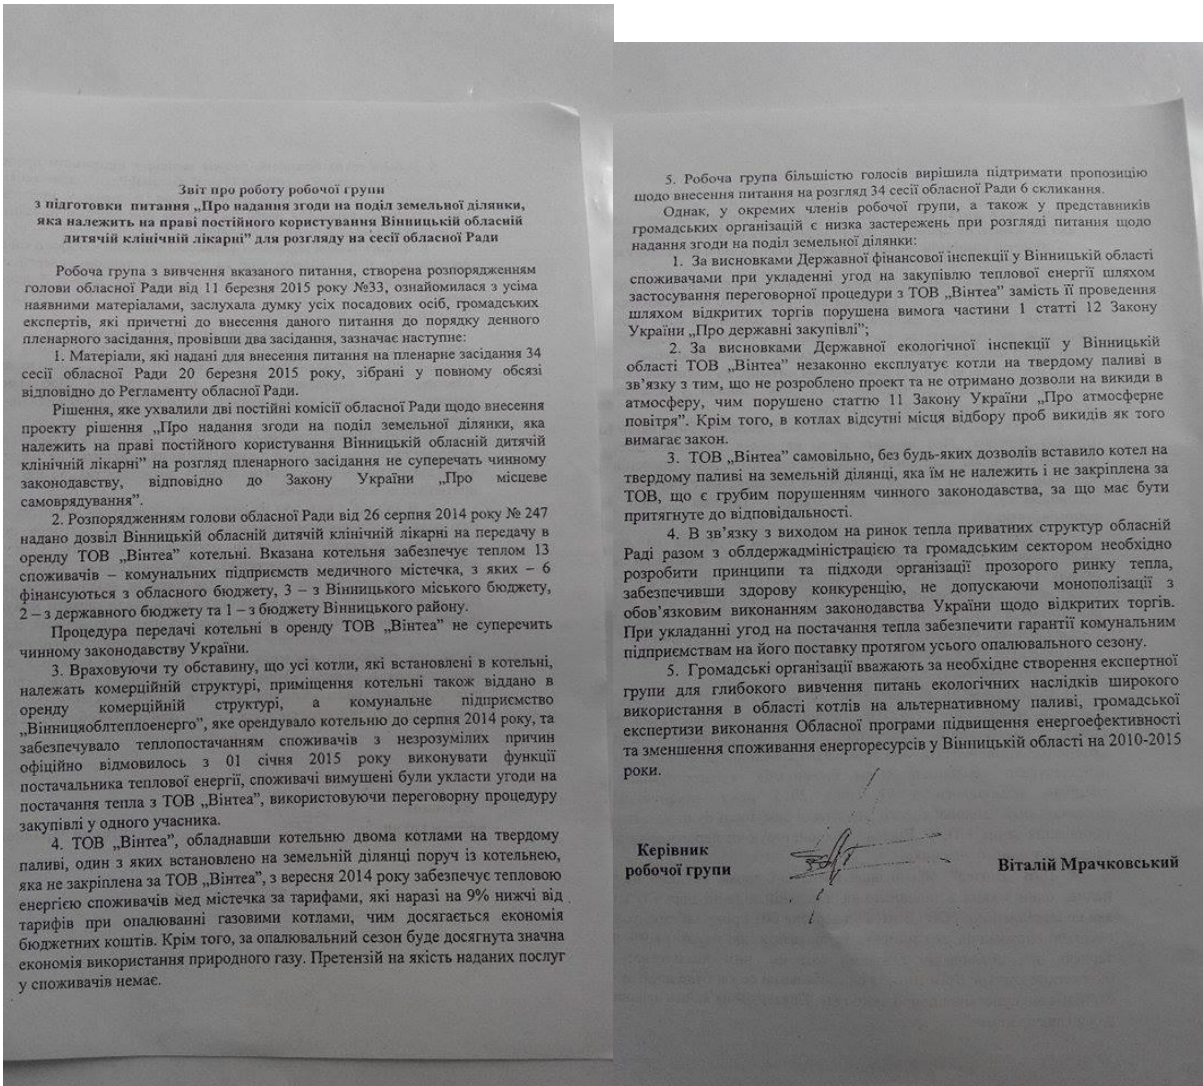 Звіт про роботу робочої групи
з підготовки питання „Про надання згоди на поділ земельної ділянки,
яка належить на праві постійного користування Вінницькій обласній
дитячій клінічній лікарні” для розгляду на сесії обласної Ради
Робоча група з вивчення вказаного питання, створена розпорядженням
голови обласної Ради від 11 березня 2015 року №33, ознайомилася з усіма
наявними матеріалами, заслухала думку усіх посадових осіб, громадських
експертів, які причетні до внесення даного питання до порядку денного
пленарного засідання, провівши два засідання, зазначає наступне:
1. Матеріали, які надані для внесення питання на пленарне засідання 34
сесії обласної Ради 20 березня 2015 року, зібрані у повному обсязі
відповідно до Регламенту обласної Ради.
Рішення, яке ухвалили дві постійні комісії обласної Ради щодо внесення
проекту рішення „Про надання згоди на поділ земельної ділянки, яка
належить на праві постійного користування Вінницькій обласній дитячій
клінічній лікарні” на розгляд пленарного засідання не суперечать чинному
законодавству, відповідно до Закону України „Про місцеве
самоврядування”.
2. Розпорядженням голови обласної Ради від 26 серпня 2014 року № 247
надано дозвіл Вінницькій обласній дитячій клінічній лікарні на передачу в
оренду ТОВ „Вінтеа” котельні. Вказана котельня забезпечує теплом 13
споживачів – комунальних підприємств медичного містечка, з яких – 6
фінансуються з обласного бюджету, 3 – з Вінницького міського бюджету,
2 – з державного бюджету та 1 – з бюджету Вінницького району.
Процедура передачі котельні в оренду ТОВ „Вінтеа” не суперечить
чинному законодавству України.
3. Враховуючи ту обставину, що усі котли, які встановлені в котельні,
належать комерційній структурі, приміщення котельні також віддано в
оренду комерційній структурі, а комунальне підприємство
„Вінницяоблтеплоенерго”, яке орендувало котельню до серпня 2014 року, та
забезпечувало теплопостачанням споживачів з незрозумілих причин
офіційно відмовилось з 01 січня 2015 року виконувати функції
постачальника теплової енергії, споживачі вимушені були укласти угоди на
постачання тепла з ТОВ „Вінтеа”, використовуючи переговорну процедуру
закупівлі у одного учасника.
4. ТОВ „Вінтеа”, обладнавши котельню двома котлами на твердому
паливі, один з яких встановлено на земельній ділянці поруч із котельнею,
яка не закріплена за ТОВ „Вінтеа”, з вересня 2014 року забезпечує тепловою
енергією споживачів мед містечка за тарифами, які наразі на 9% нижчі від
тарифів при опалюванні газовими котлами, чим досягається економія
бюджетних коштів. Крім того, за опалювальний сезон буде досягнута значна
економія використання природного газу. Претензій на якість наданих послуг
у споживачів немає.
5. Робоча група більшістю голосів вирішила підтримати пропозицію
щодо внесення питання на розгляд 34 сесії обласної Ради 6 скликання.
Однак, у окремих членів робочої групи, а також у представників
громадських організацій є низка застережень при розгляді питання щодо
надання згоди на поділ земельної ділянки:
1. За висновками Державної фінансової інспекції у Вінницькій області
споживачами при укладенні угод на закупівлю теплової енергії шляхом
застосування переговорної процедури з ТОВ „Вінтеа” замість її проведення
шляхом відкритих торгів порушена вимога частини 1 статті 12 Закону
України „Про державні закупівлі”;
2. За висновками Державної екологічної інспекції у Вінницькій
області ТОВ „Вінтеа” незаконно експлуатує котли на твердому паливі в
зв’язку з тим, що не розроблено проект та не отримано дозволи на викиди в
атмосферу, чим порушено статтю 11 Закону України „Про атмосферне
повітря”. Крім того, в котлах відсутні місця відбору проб викидів як того
вимагає закон.
3. ТОВ „Вінтеа” самовільно, без будь-яких дозволів вставило котел на
твердому паливі на земельній ділянці, яка їм не належить і не закріплена за
ТОВ, що є грубим порушенням чинного законодавства, за що має бути
притягнуте до відповідальності.
4. В зв’язку з виходом на ринок тепла приватних структур обласній
Раді разом з облдержадміністрацією та громадським сектором необхідно
розробити принципи та підходи організації прозорого ринку тепла,
забезпечивши здорову конкуренцію, не допускаючи монополізації з
обов’язковим виконанням законодавства України щодо відкритих торгів.
При укладанні угод на постачання тепла забезпечити гарантії комунальним
підприємствам на його поставку протягом усього опалювального сезону.
5. Громадські організації вважають за необхідне створення експертної
групи для глибокого вивчення питань екологічних наслідків широкого
використання в області котлів на альтернативному паливі, громадської
експертизи виконання Обласної програми підвищення енергоефективності
та зменшення споживання енергоресурсів у Вінницькій області на 2010-2015
роки.
Керівник
робочої групи
Віталій Мрачковський